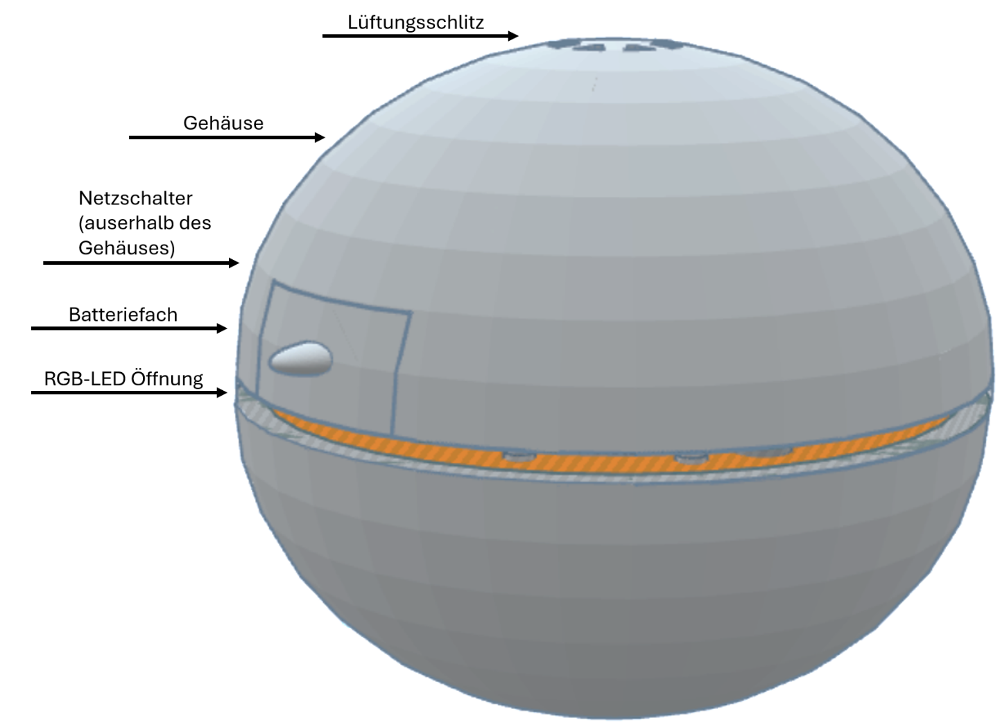 Lüftungsschlitz
Gehäuse
Netzschalter
(auserhalb des
Gehäuses)
Batteriefach
RGB-LED Öffnung